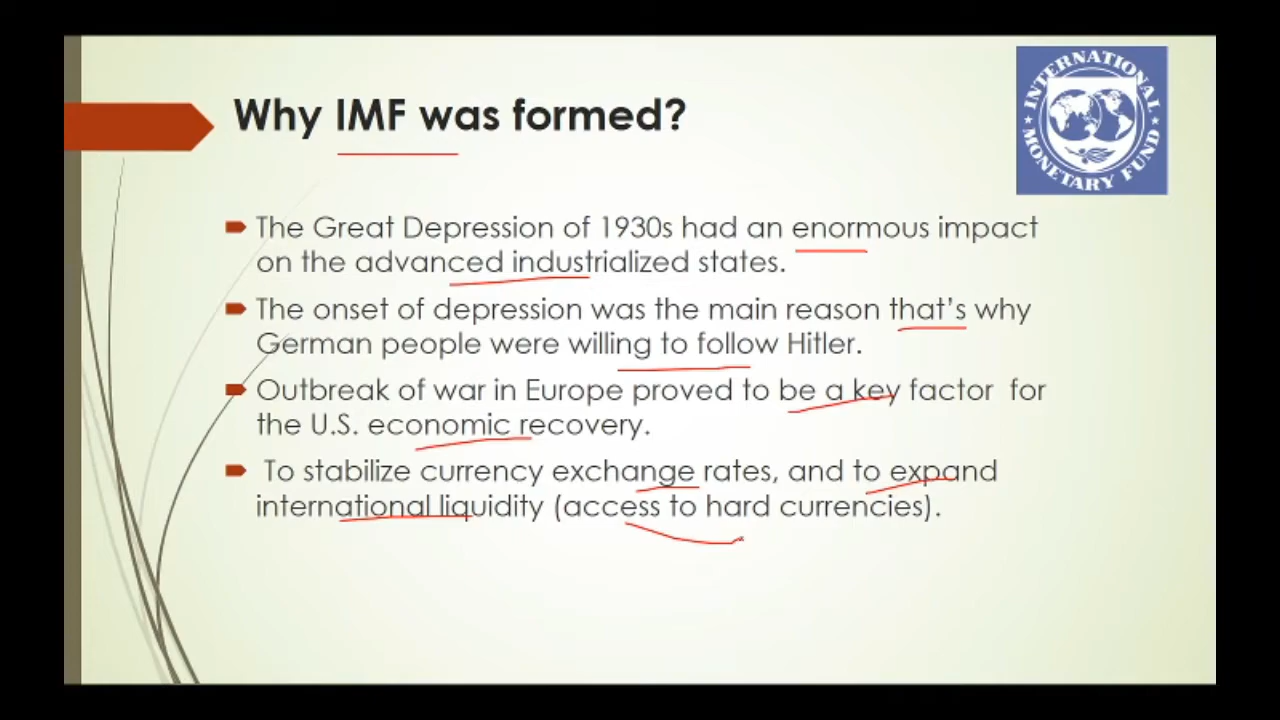 Why IMF was formed?
INTERNATIONAL
MONETARY FUND
The Great Depression of 1930s had an enormous impact
on the advanced industrialized states.
The onset of depression was the main reason that's why
German people were willing to follow Hitler.
Outbreak of war in Europe proved to be a key factor for
the U.S. economic recovery.
To stabilize currency exchange rates, and to expand
international liquidity (access to hard currencies).